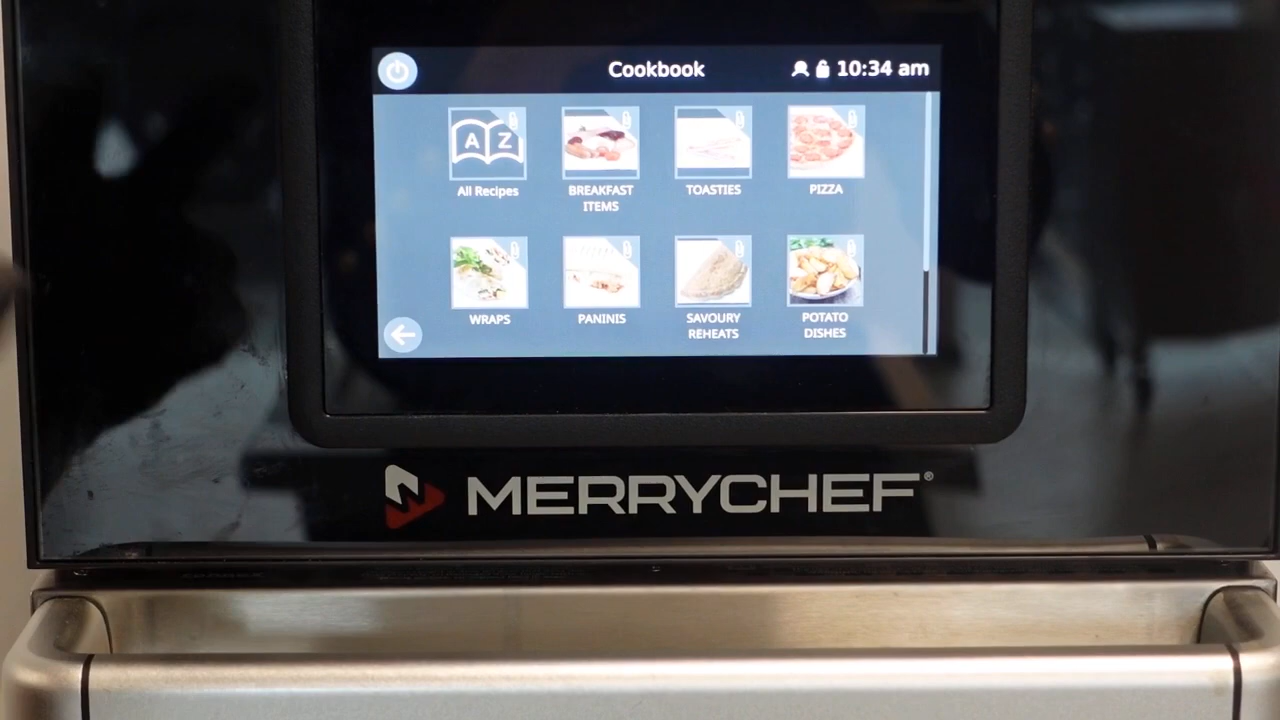 Cookbook
10:34 am
A Z
All Recipes
BREAKFAST
ITEMS
TOASTIES
PIZZA
WRAPS
PANINIS
SAVOURY
REHEATS
POTATO
DISHES
MERRYCHEF®